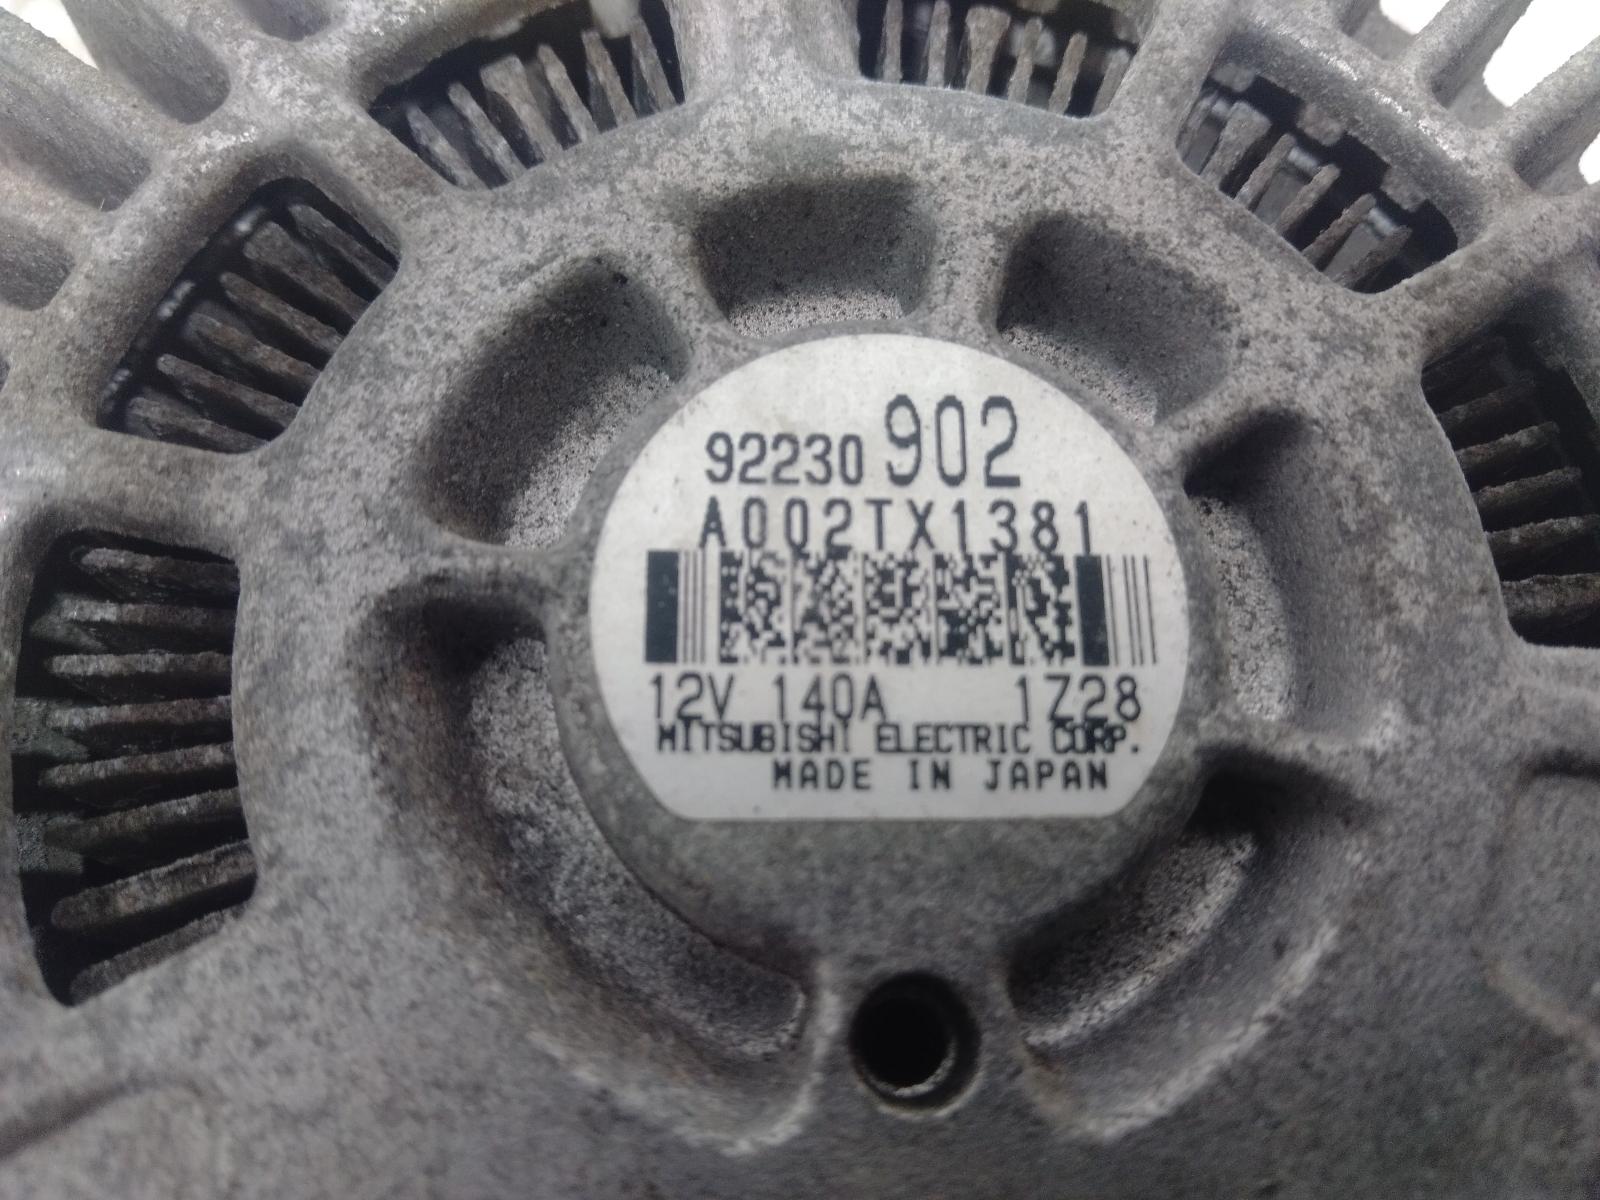 92230 902
A002TX1381
12V 140A 1Z28
MITSUBISHI ELECTRIC CORP.
MADE IN JAPAN